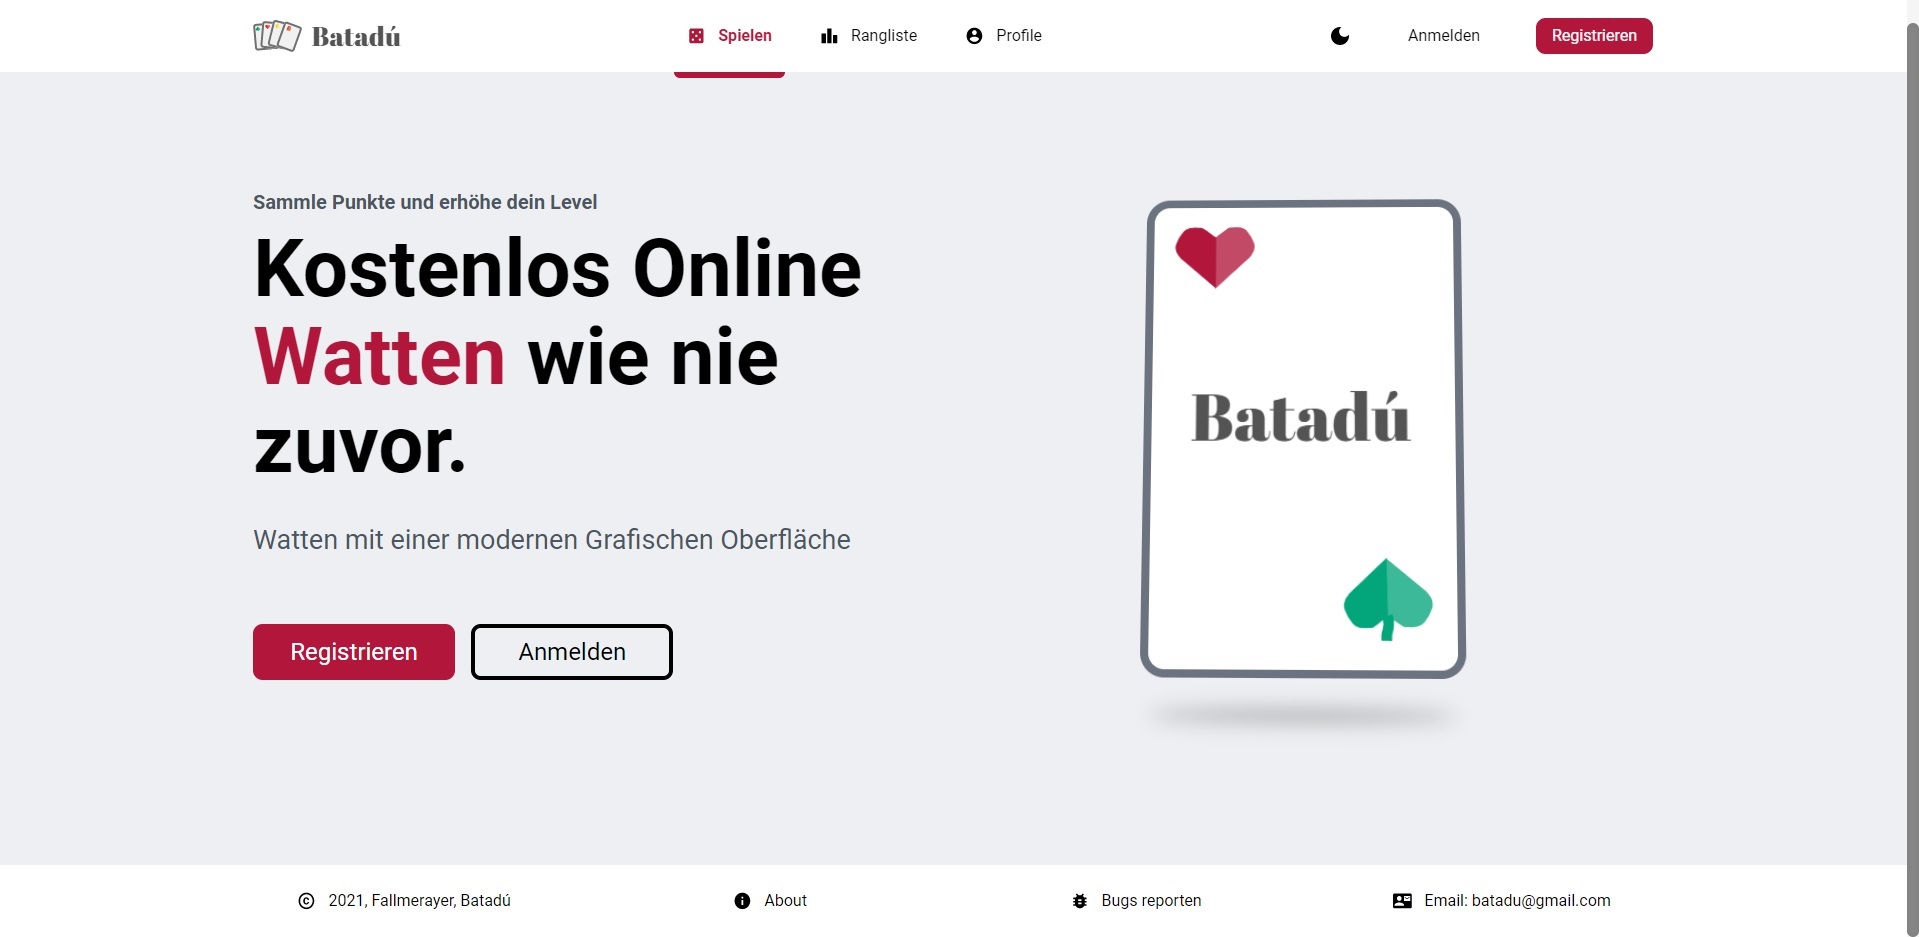 Batadú
Spielen
Rangliste
Profile
Anmelden
Registrieren
Sammle Punkte und erhöhe dein Level
Kostenlos Online
Watten wie nie
zuvor.
Watten mit einer modernen Grafischen Oberfläche
Registrieren
Anmelden
Batadú
2021, Fallmerayer, Batadú
About
Bugs reporten
Email: batadu@gmail.com